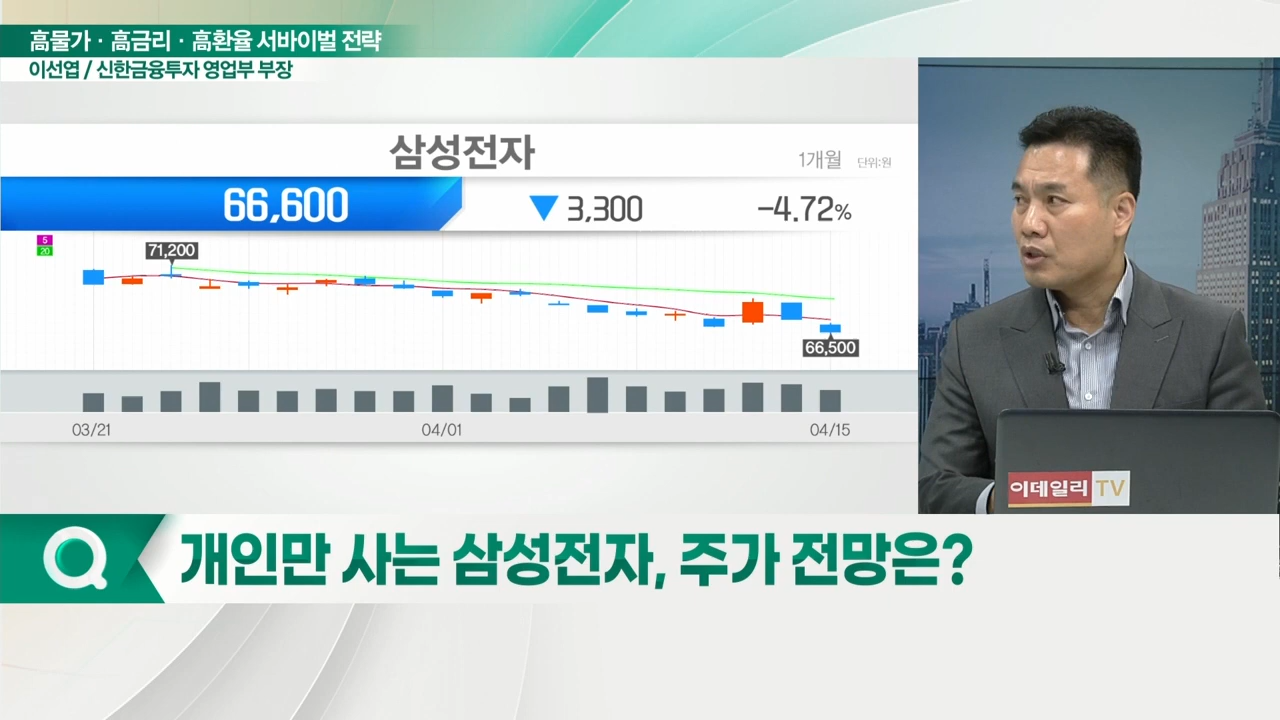 高물가 · 高금리 · 高환율 서바이벌 전략
이선엽 / 신한금융투자 영업부 부장
삼성전자
1개월 단위:원
66,600 ▼ 3,300 -4.72%
5
20
71,200
66,500
03/21 04/01 04/15
이데일리 TV
Q 개인만 사는 삼성전자, 주가 전망은?